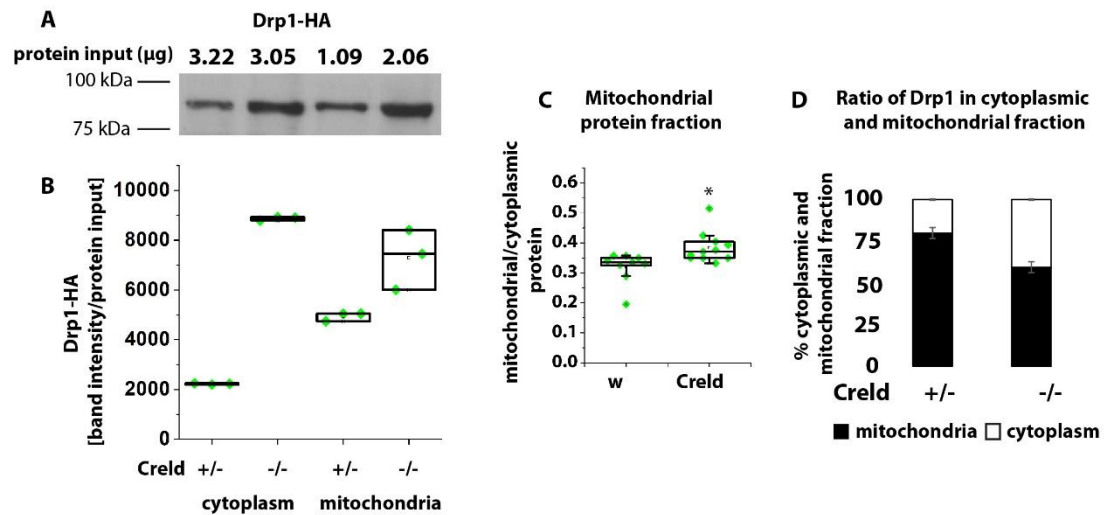 A
Drp1-HA
protein input (µg) 3.22 3.05 1.09 2.06
100 kDa
75 kDa
B
Drp1-HA
[band intensity/protein input]
10000
8000
6000
4000
2000
0
Creld +/- -/- +/- -/-
cytoplasm mitochondria
C Mitochondrial
protein fraction
mitochondrial/cytoplasmic
protein
0.6
0.5
0.4
0.3
0.2
0.1
0.0
*
w Creld
D Ratio of Drp1 in cytoplasmic
and mitochondrial fraction
% cytoplasmic and
mitochondrial fraction
100
75
50
25
0
Creld +/- -/-
mitochondria cytoplasm